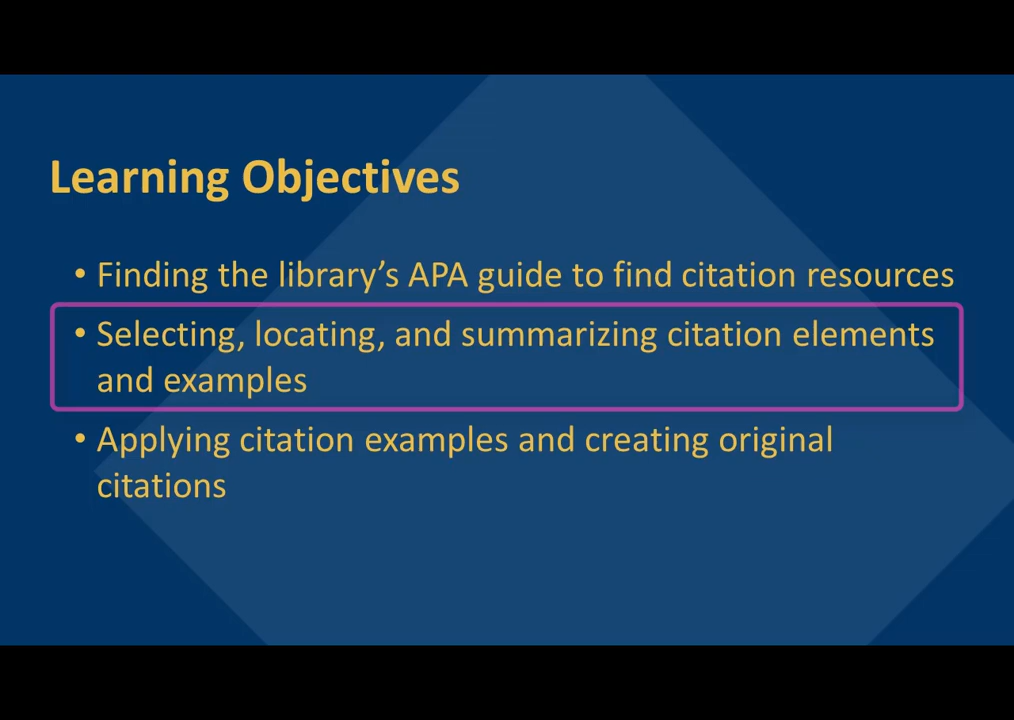 Learning Objectives
• Finding the library’s APA guide to find citation resources
• Selecting, locating, and summarizing citation elements
and examples
• Applying citation examples and creating original
citations